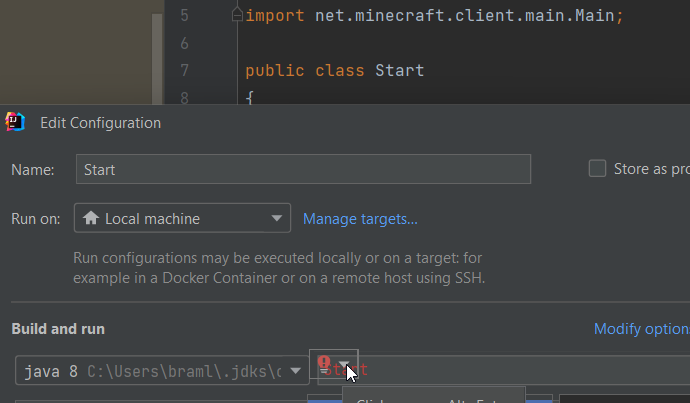 5 import net.minecraft.client.main.Main;
6
7 public class Start
8 {
Edit Configuration
Name: Start Store as pro
Run on: Local machine Manage targets...
Run configurations may be executed locally or on a target: for
example in a Docker Container or on a remote host using SSH.
Build and run Modify option
java 8 C:\Users\braml\.jdks\c Start